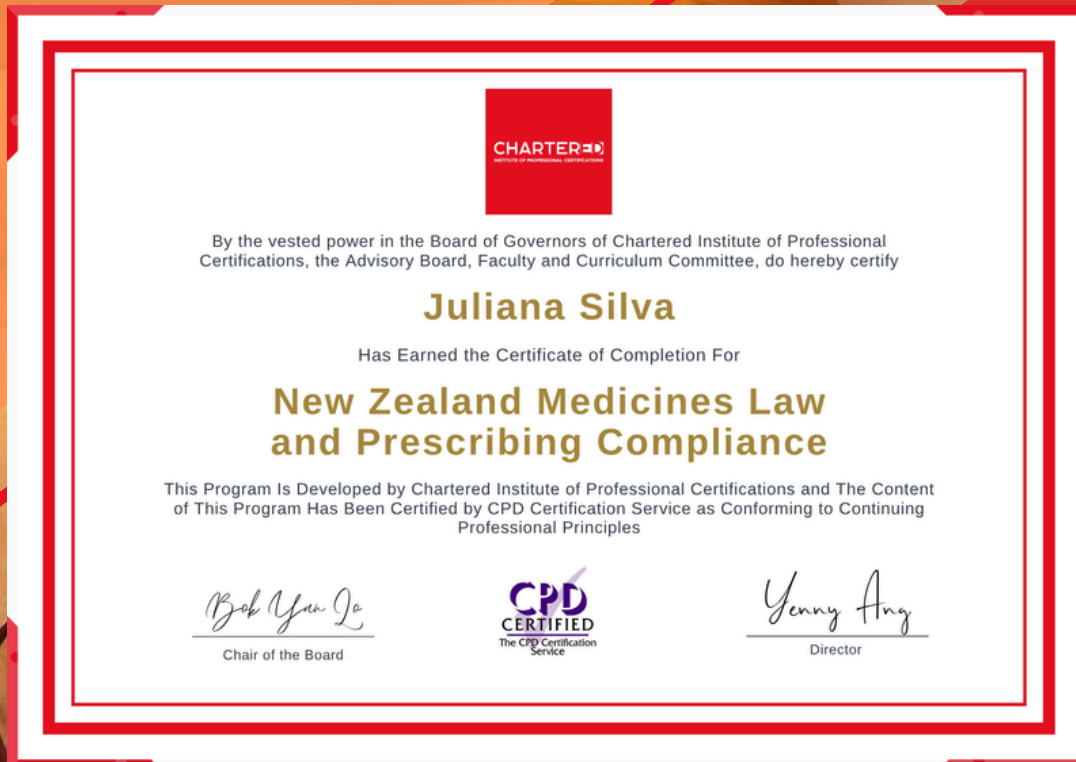 CHARTERED
INSTITUTE OF PROFESSIONAL CERTIFICATIONS
By the vested power in the Board of Governors of Chartered Institute of Professional
Certifications, the Advisory Board, Faculty and Curriculum Committee, do hereby certify
Juliana Silva
Has Earned the Certificate of Completion For
New Zealand Medicines Law
and Prescribing Compliance
This Program Is Developed by Chartered Institute of Professional Certifications and The Content
of This Program Has Been Certified by CPD Certification Service as Conforming to Continuing
Professional Principles
Bok Yan Lo
Chair of the Board
CPD
CERTIFIED
The CPD Certification
Service
Yenny Ang
Director